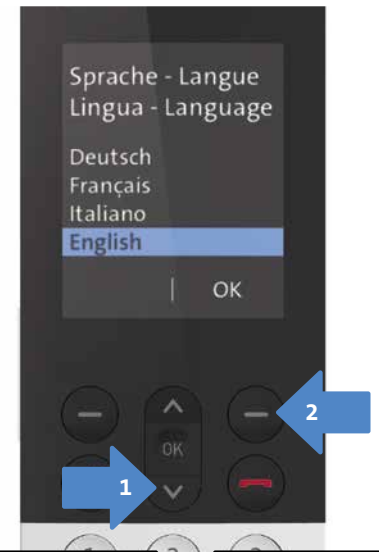 Sprache - Langue
Lingua - Language
Deutsch
Français
Italiano
English
| OK
2
OK
1